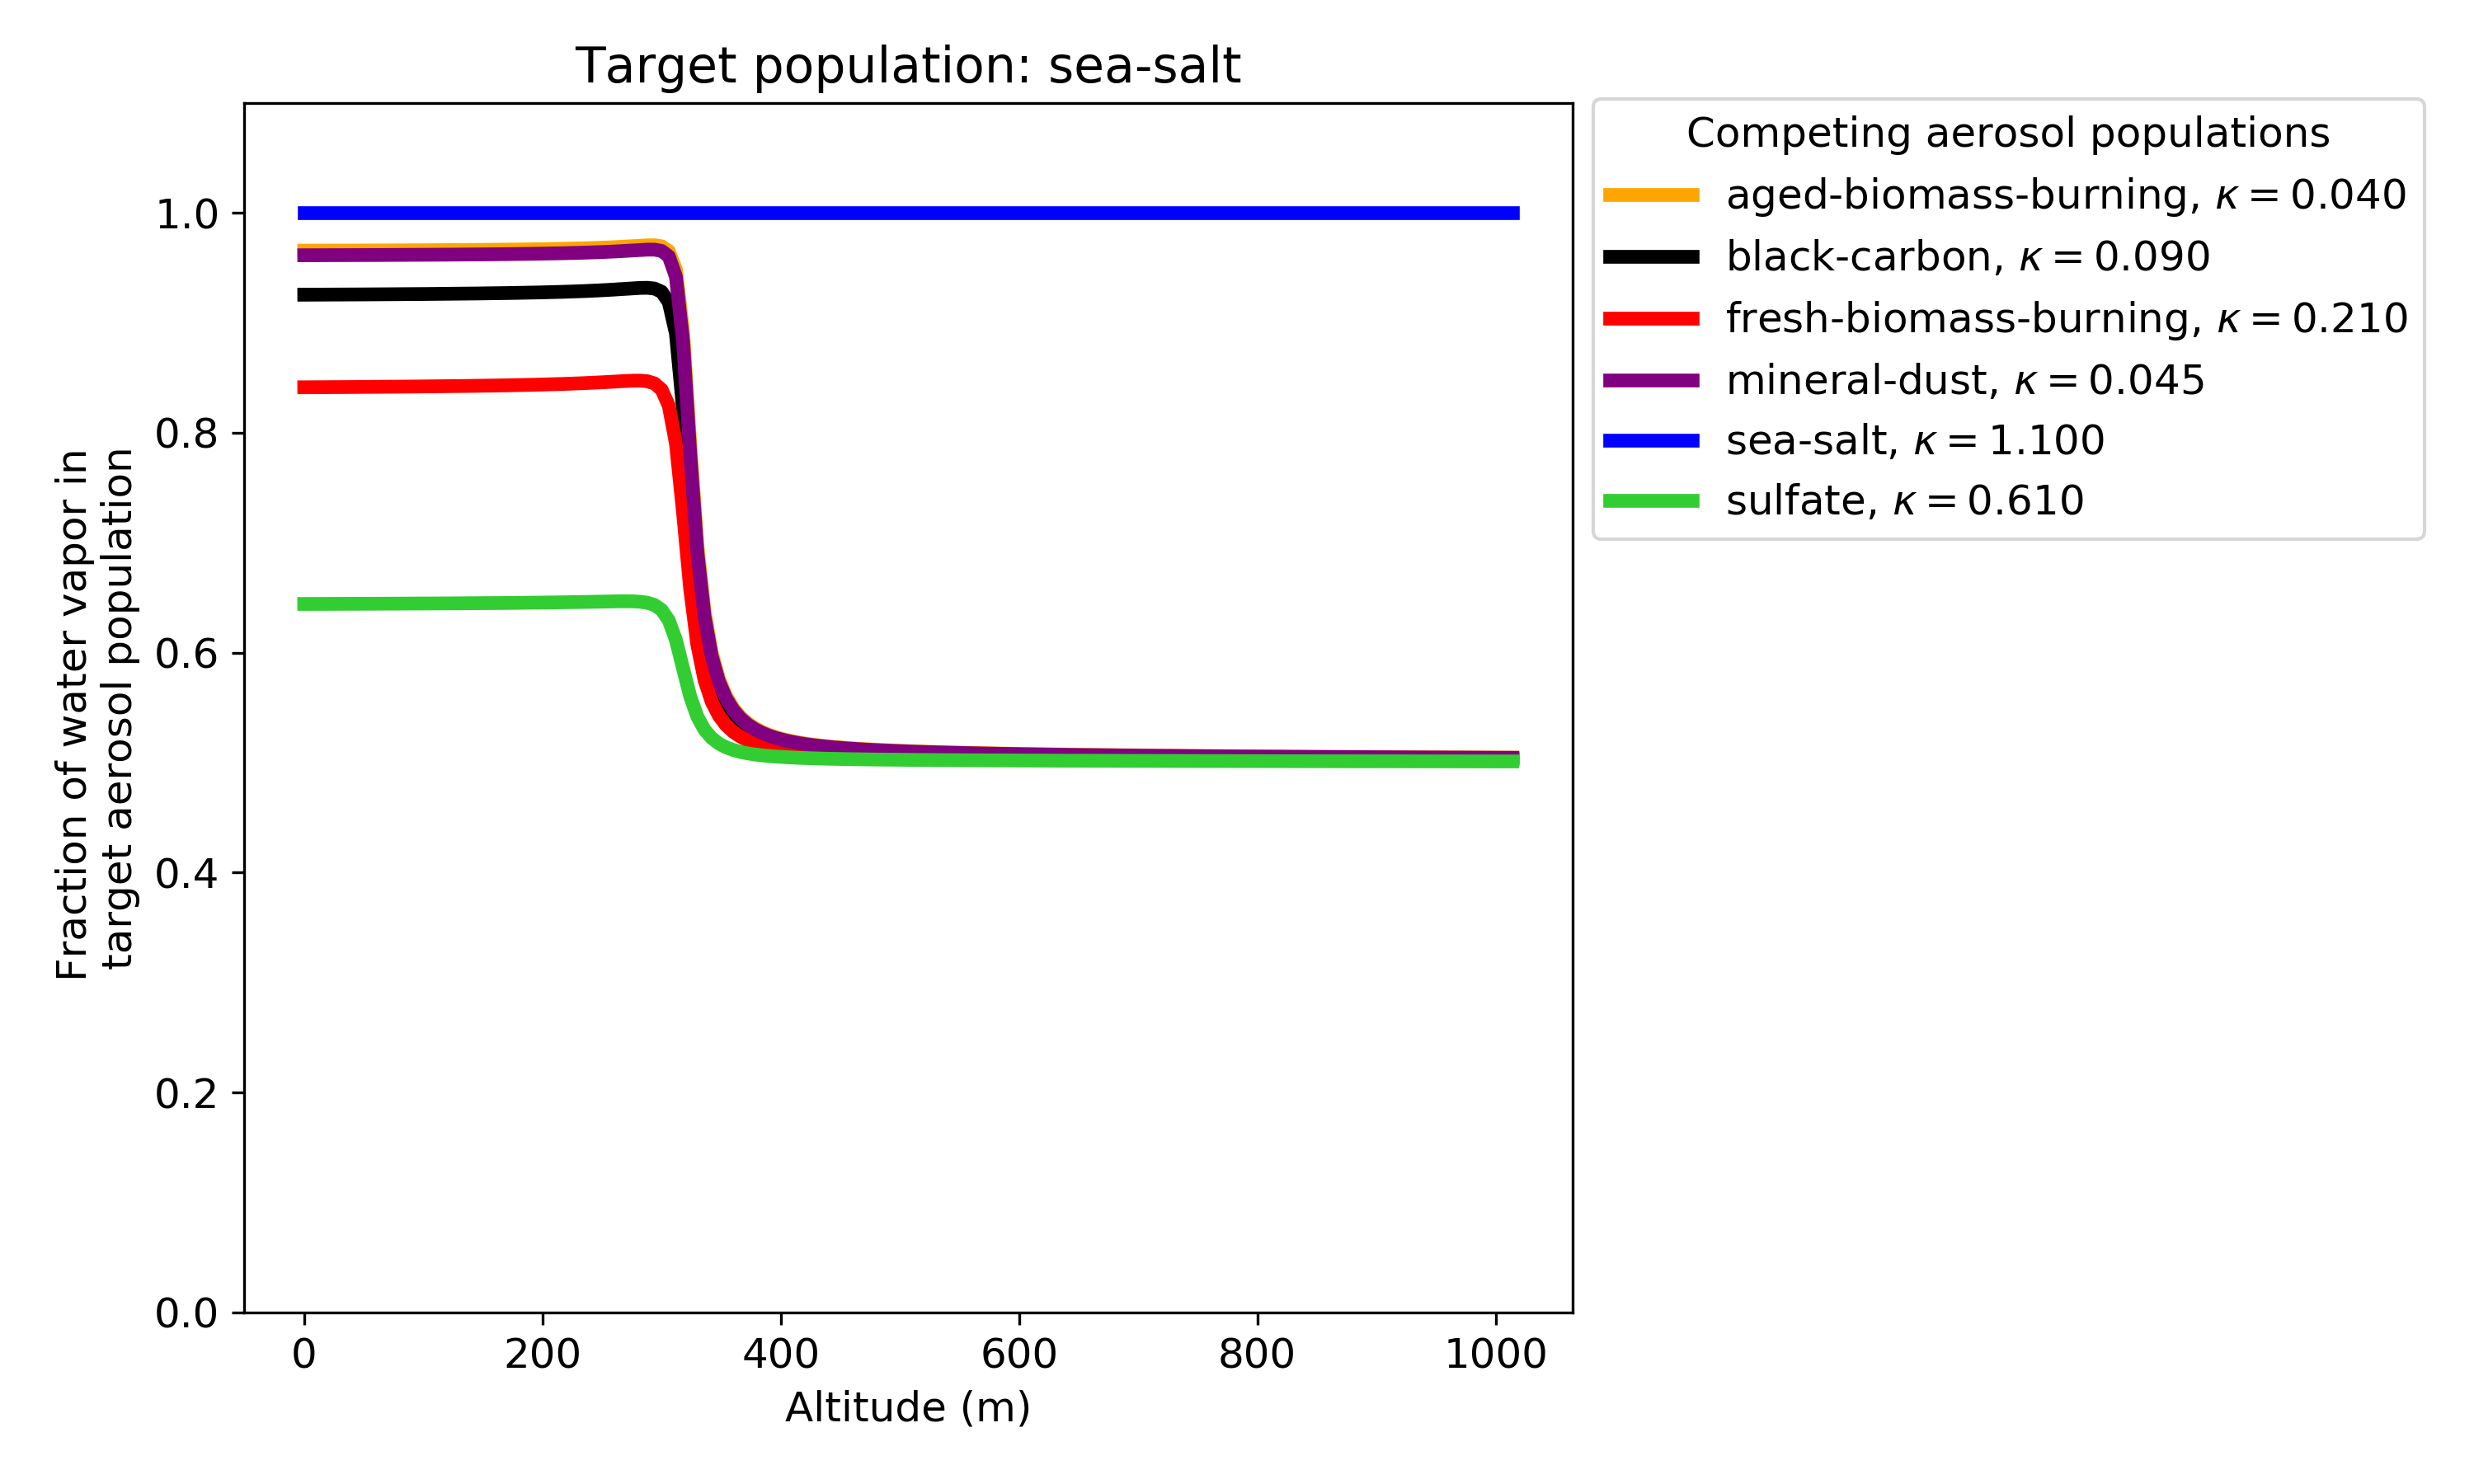 Target population: sea-salt
Fraction of water vapor in
target aerosol population
1.0
0.8
0.6
0.4
0.2
0.0
0 200 400 600 800 1000
Altitude (m)
Competing aerosol populations
aged-biomass-burning, κ = 0.040
black-carbon, κ = 0.090
fresh-biomass-burning, κ = 0.210
mineral-dust, κ = 0.045
sea-salt, κ = 1.100
sulfate, κ = 0.610